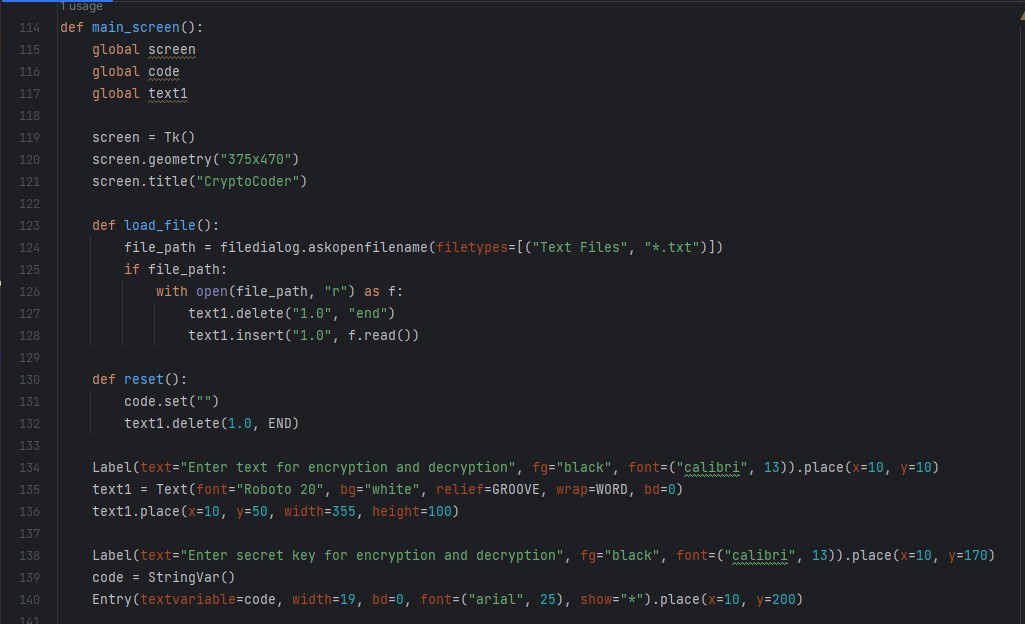 1 usage
114 def main_screen():
115     global screen
116     global code
117     global text1
118
119     screen = Tk()
120     screen.geometry("375x470")
121     screen.title("CryptoCoder")
122
123     def load_file():
124         file_path = filedialog.askopenfilename(filetypes=[("Text Files", "*.txt")])
125         if file_path:
126             with open(file_path, "r") as f:
127                 text1.delete("1.0", "end")
128                 text1.insert("1.0", f.read())
129
130     def reset():
131         code.set("")
132         text1.delete(1.0, END)
133
134     Label(text="Enter text for encryption and decryption", fg="black", font=("calibri", 13)).place(x=10, y=10)
135     text1 = Text(font="Roboto 20", bg="white", relief=GROOVE, wrap=WORD, bd=0)
136     text1.place(x=10, y=50, width=355, height=100)
137
138     Label(text="Enter secret key for encryption and decryption", fg="black", font=("calibri", 13)).place(x=10, y=170)
139     code = StringVar()
140     Entry(textvariable=code, width=19, bd=0, font=("arial", 25), show="*").place(x=10, y=200)
141